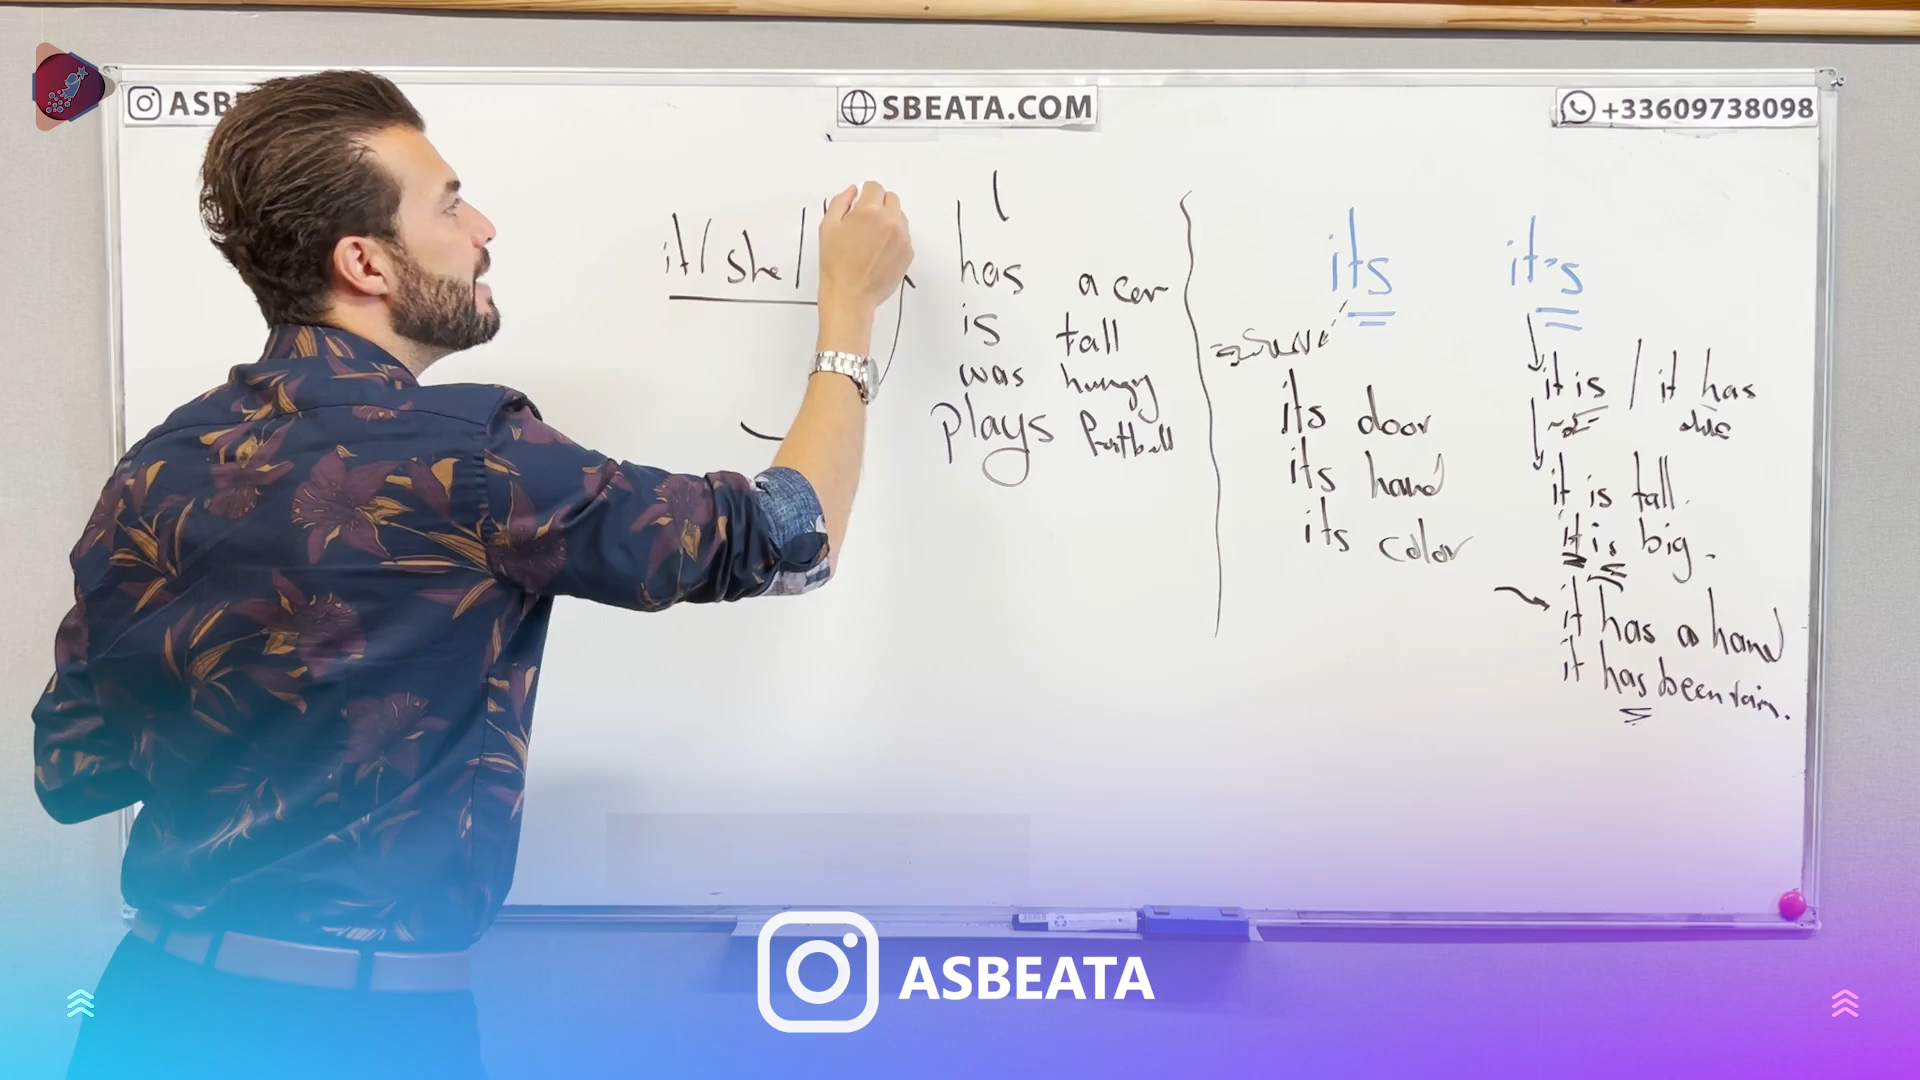 ASB
SBEATA.COM
+33609738098
it / she /
has a car
is tall
was hungry
plays football
its
its door
its hand
its color
it's
it is / it has
it is tall.
it is big.
it has a hand
it has been rain.
ASBEATA